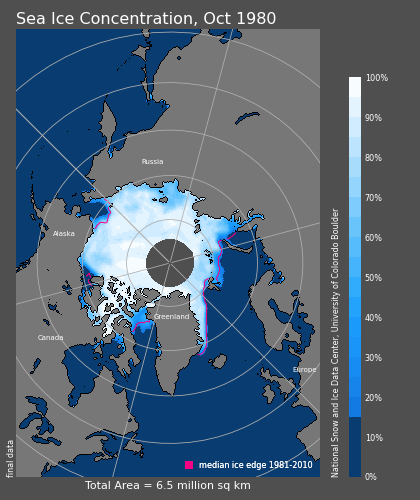 Sea Ice Concentration, Oct 1980
Russia
Alaska
Greenland
Canada
Europe
median ice edge 1981-2010
final data
Total Area = 6.5 million sq km
100%
90%
80%
70%
60%
50%
40%
30%
20%
10%
0%
National Snow and Ice Data Center, University of Colorado Boulder